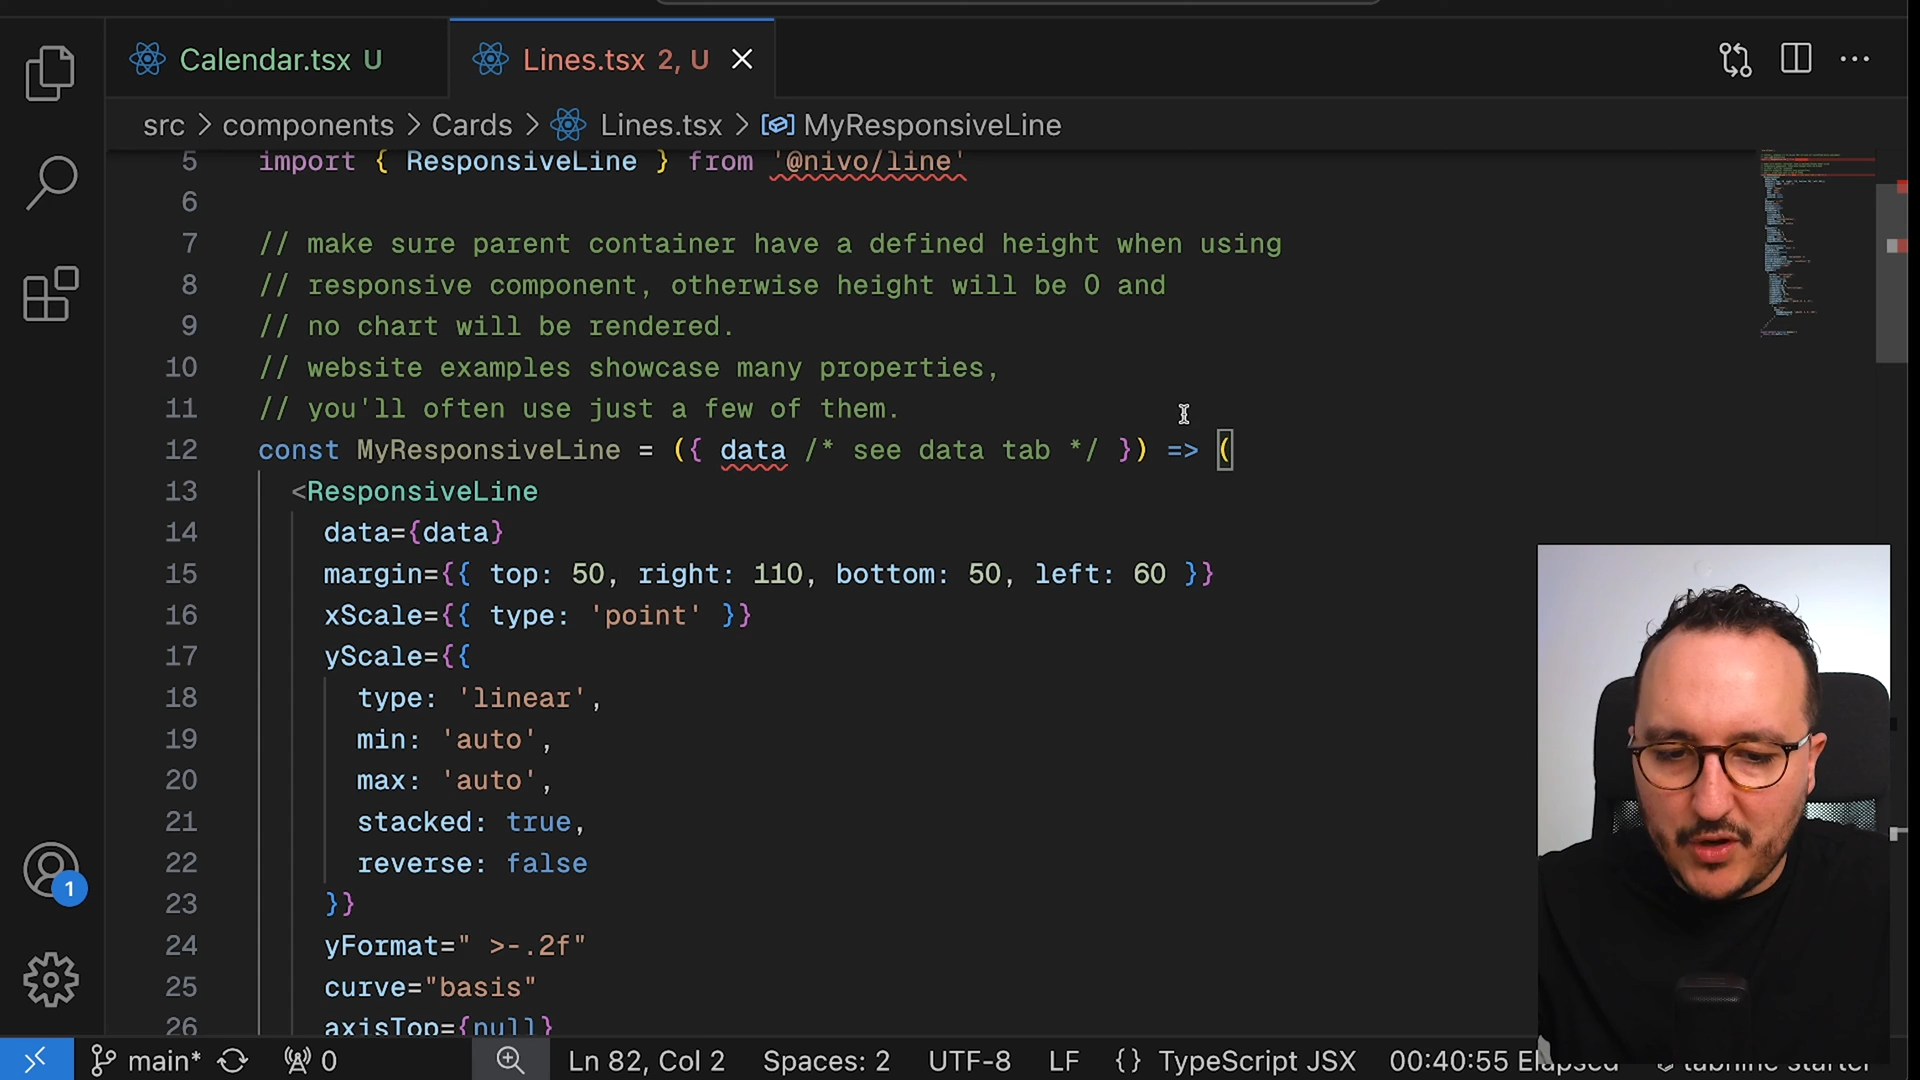 Calendar.tsx U
Lines.tsx 2, U
src > components > Cards > Lines.tsx > MyResponsiveLine
5 import { ResponsiveLine } from '@nivo/line'
6
7 // make sure parent container have a defined height when using
8 // responsive component, otherwise height will be 0 and
9 // no chart will be rendered.
10 // website examples showcase many properties,
11 // you'll often use just a few of them.
12 const MyResponsiveLine = ({ data /* see data tab */ }) => (
13 <ResponsiveLine
14 data={data}
15 margin={{ top: 50, right: 110, bottom: 50, left: 60 }}
16 xScale={{ type: 'point' }}
17 yScale={{
18 type: 'linear',
19 min: 'auto',
20 max: 'auto',
21 stacked: true,
22 reverse: false
23 }}
24 yFormat=" >-.2f"
25 curve="basis"
26 axisTop={null}
1
main* 0 Ln 82, Col 2 Spaces: 2 UTF-8 LF {} TypeScript JSX 00:40:55 Elapsed tabnine starter